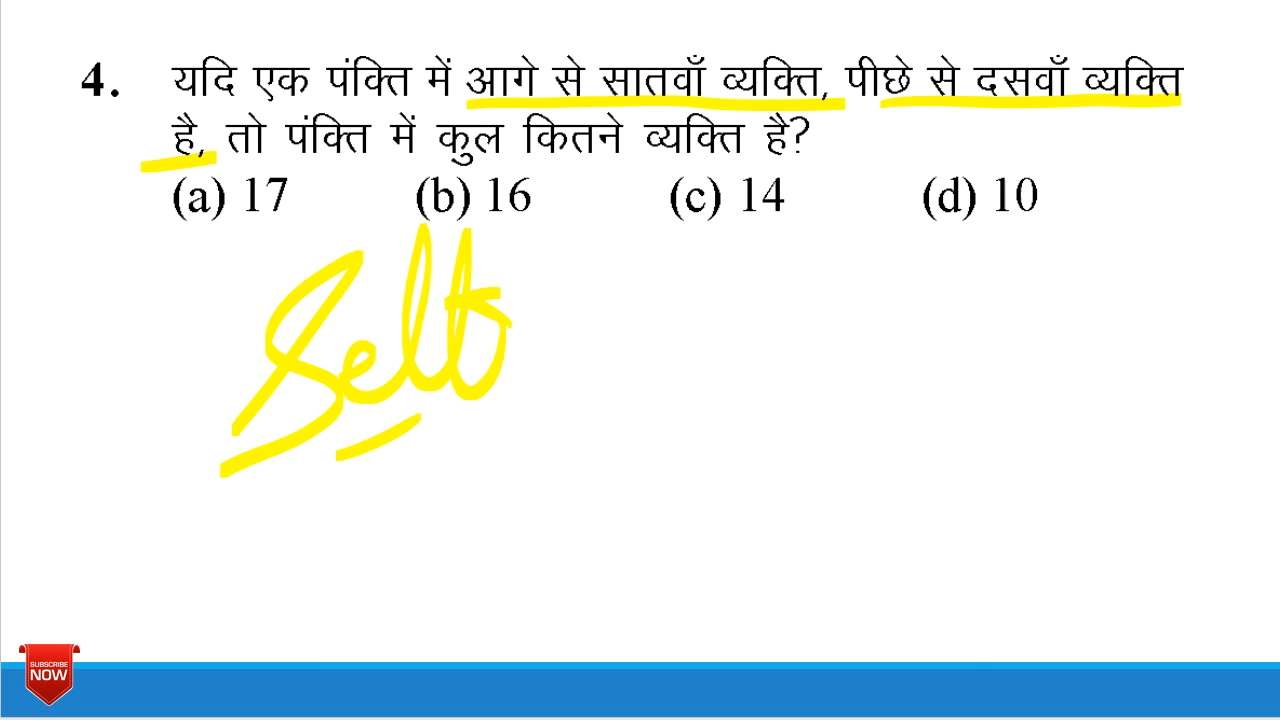 4. यदि एक पंक्ति में आगे से सातवाँ व्यक्ति, पीछे से दसवाँ व्यक्ति
है, तो पंक्ति में कुल कितने व्यक्ति है?
(a) 17 (b) 16 (c) 14 (d) 10
Self
SUBSCRIBE
NOW